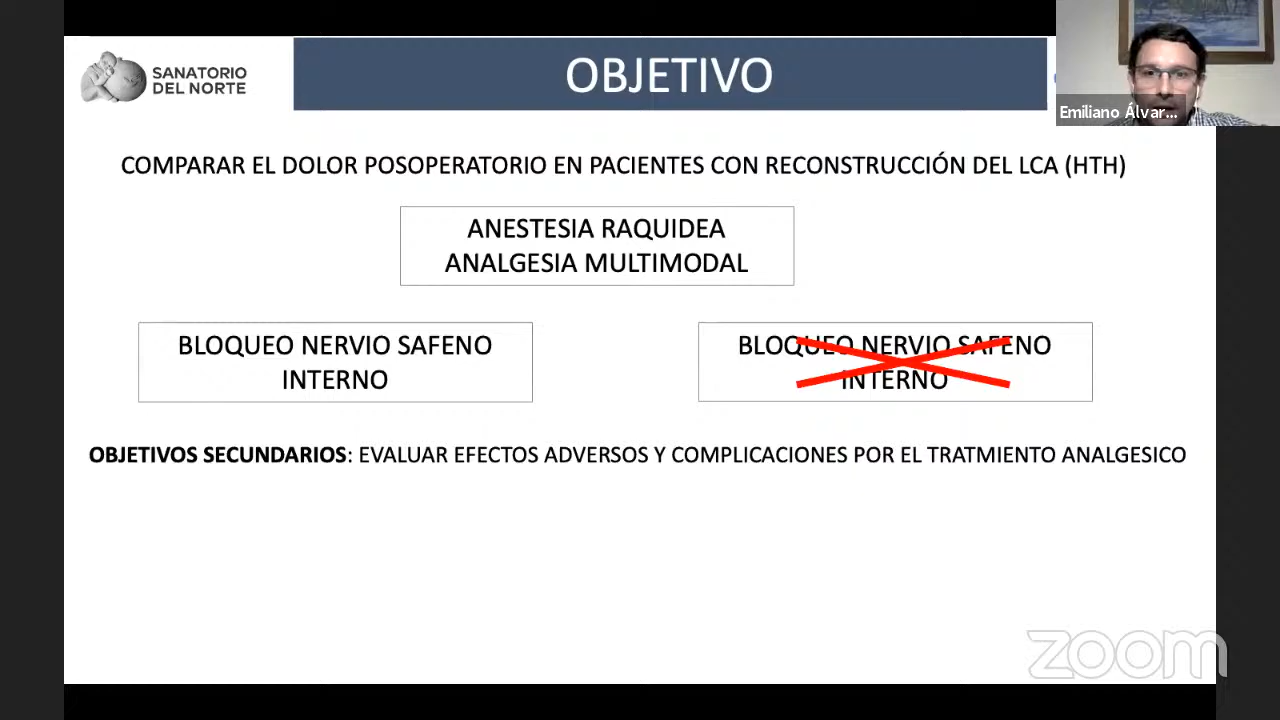 SANATORIO
DEL NORTE
OBJETIVO
Emiliano Álvar...
COMPARAR EL DOLOR POSOPERATORIO EN PACIENTES CON RECONSTRUCCIÓN DEL LCA (HTH)
ANESTESIA RAQUIDEA
ANALGESIA MULTIMODAL
BLOQUEO NERVIO SAFENO
INTERNO
BLOQUEO NERVIO SAFENO
INTERNO
OBJETIVOS SECUNDARIOS: EVALUAR EFECTOS ADVERSOS Y COMPLICACIONES POR EL TRATMIENTO ANALGESICO
zoom